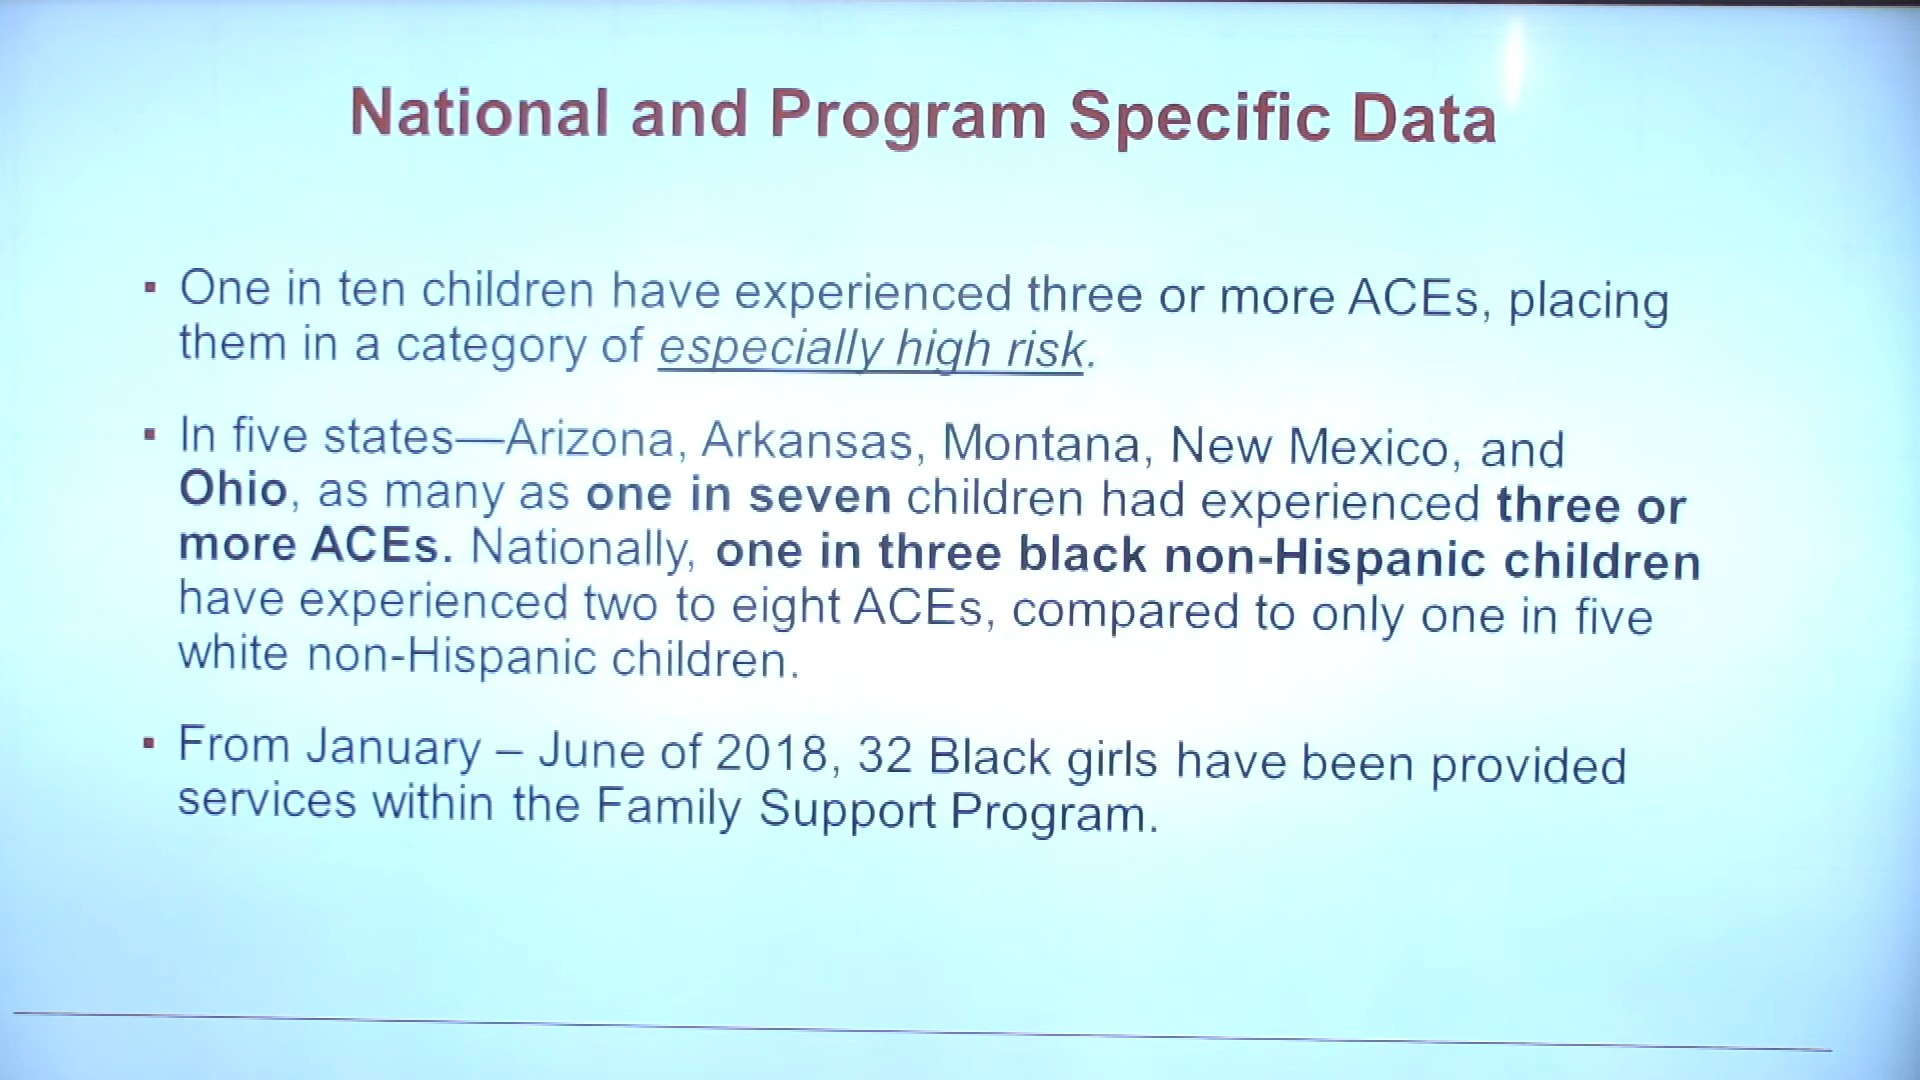 National and Program Specific Data
▪ One in ten children have experienced three or more ACEs, placing
them in a category of especially high risk.
▪ In five states—Arizona, Arkansas, Montana, New Mexico, and
Ohio, as many as one in seven children had experienced three or
more ACEs. Nationally, one in three black non-Hispanic children
have experienced two to eight ACEs, compared to only one in five
white non-Hispanic children.
▪ From January – June of 2018, 32 Black girls have been provided
services within the Family Support Program.